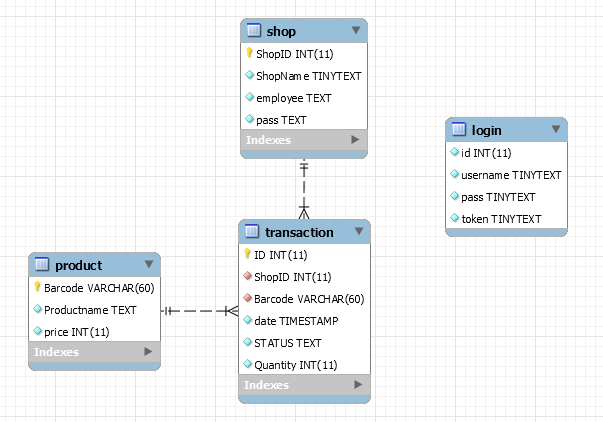 shop
ShopID INT(11)
ShopName TINYTEXT
employee TEXT
pass TEXT
Indexes
login
id INT(11)
username TINYTEXT
pass TINYTEXT
token TINYTEXT
product
Barcode VARCHAR(60)
Productname TEXT
price INT(11)
Indexes
transaction
ID INT(11)
ShopID INT(11)
Barcode VARCHAR(60)
date TIMESTAMP
STATUS TEXT
Quantity INT(11)
Indexes